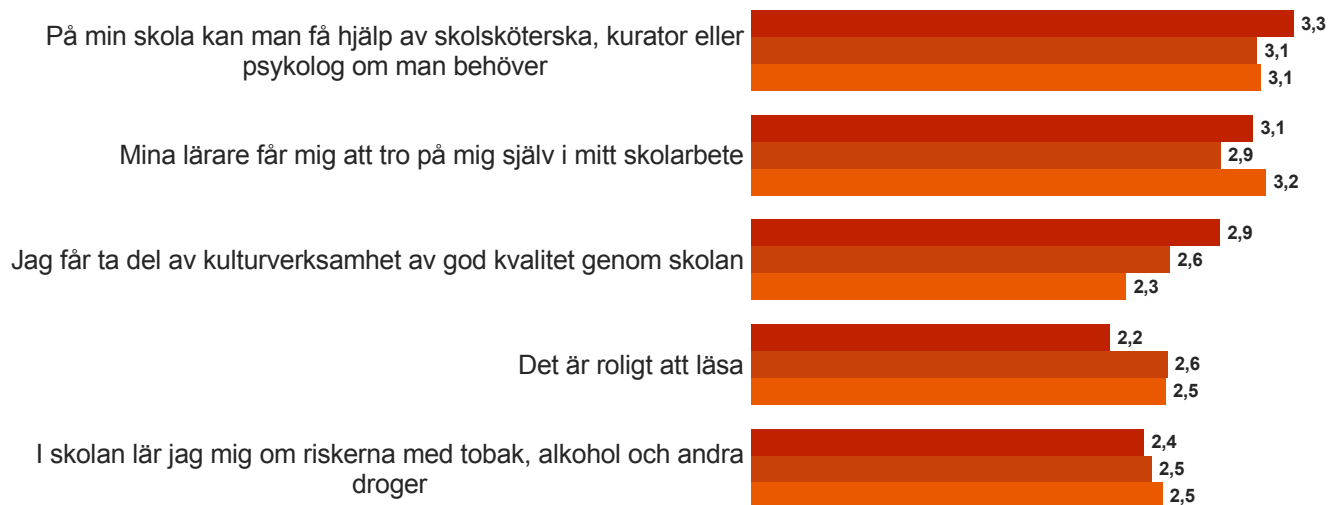 På min skola kan man få hjälp av skolsköterska, kurator eller
psykolog om man behöver
3,3
3,1
3,1
Mina lärare får mig att tro på mig själv i mitt skolarbete
3,1
2,9
3,2
Jag får ta del av kulturverksamhet av god kvalitet genom skolan
2,9
2,6
2,3
Det är roligt att läsa
2,2
2,6
2,5
I skolan lär jag mig om riskerna med tobak, alkohol och andra
droger
2,4
2,5
2,5